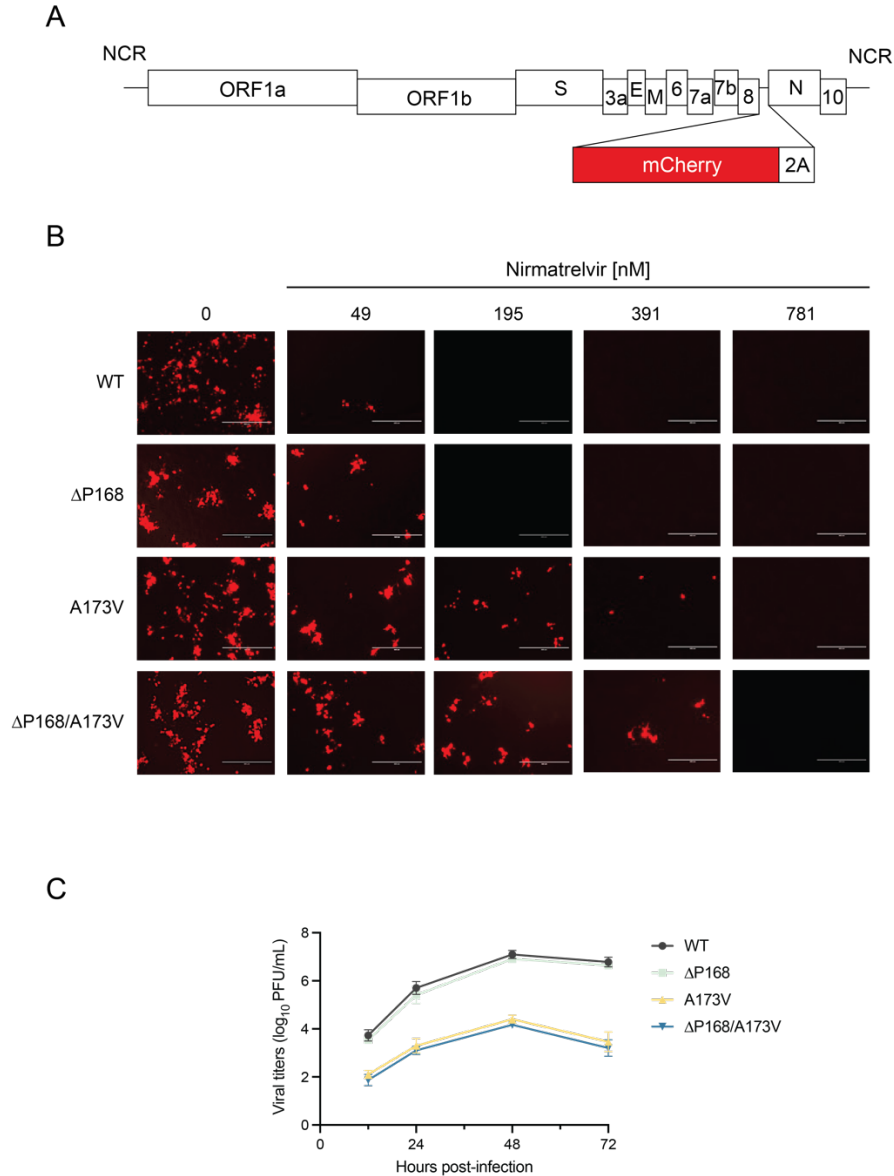 A
NCR
NCR
ORF1a
ORF1b
S
3a
E
M
6
7a
7b
8
N
10
mCherry
2A
B
Nirmatrelvir [nM]
0 49 195 391 781
WT
ΔP168
A173V
ΔP168/A173V
C
Viral titers (log₁₀ PFU/mL)
8
6
4
2
0
0 24 48 72
Hours post-infection
WT
ΔP168
A173V
ΔP168/A173V